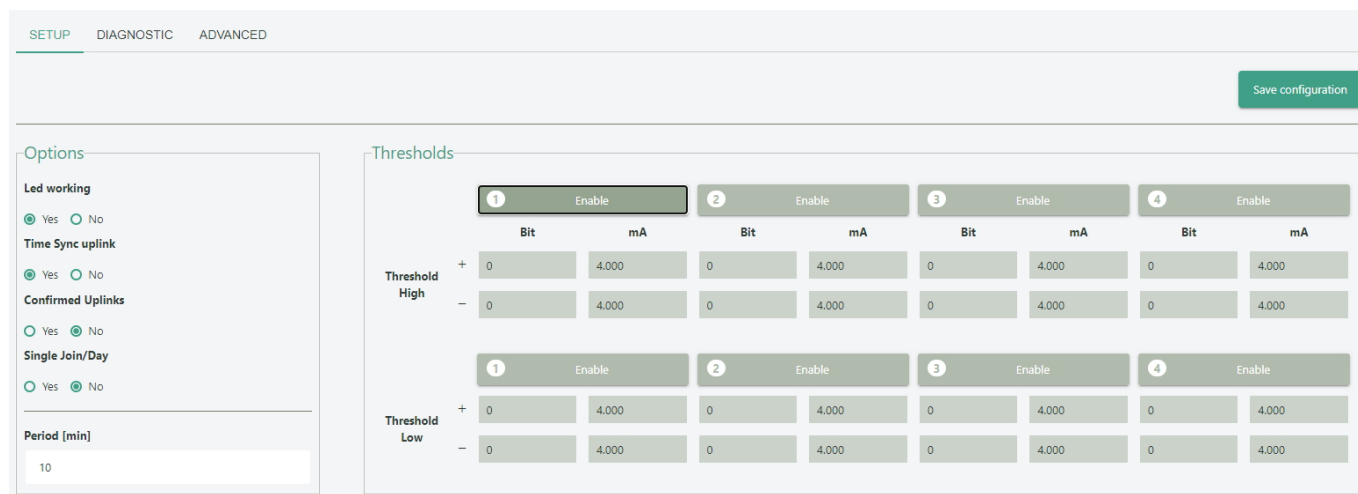 SETUP DIAGNOSTIC ADVANCED
Save configuration
Options
Led working
Yes No
Time Sync uplink
Yes No
Confirmed Uplinks
Yes No
Single Join/Day
Yes No
Period [min]
10
Thresholds
1 Enable 2 Enable 3 Enable 4 Enable
Bit mA Bit mA Bit mA Bit mA
Threshold High
+ 0 4.000 0 4.000 0 4.000 0 4.000
− 0 4.000 0 4.000 0 4.000 0 4.000
1 Enable 2 Enable 3 Enable 4 Enable
Threshold Low
+ 0 4.000 0 4.000 0 4.000 0 4.000
− 0 4.000 0 4.000 0 4.000 0 4.000